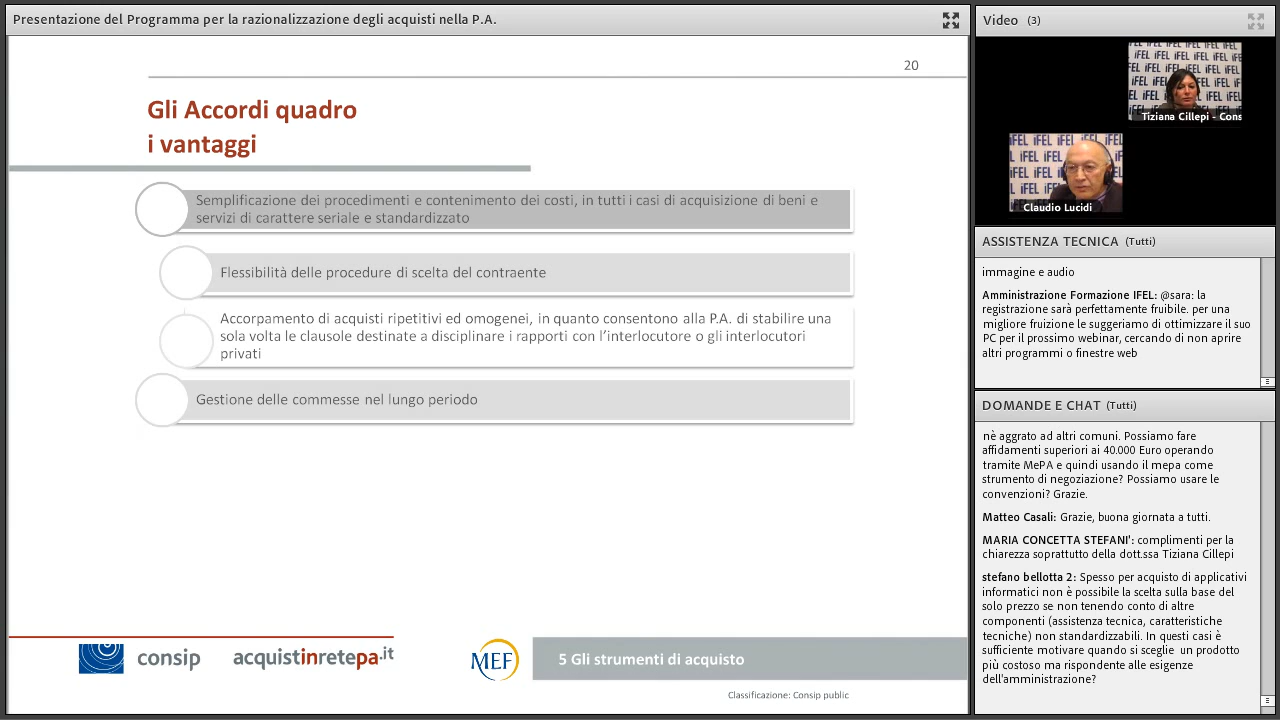 Presentazione del Programma per la razionalizzazione degli acquisti nella P.A.
20
Gli Accordi quadro
i vantaggi
Semplificazione dei procedimenti e contenimento dei costi, in tutti i casi di acquisizione di beni e
servizi di carattere seriale e standardizzato
Flessibilità delle procedure di scelta del contraente
Accorpamento di acquisti ripetitivi ed omogenei, in quanto consentono alla P.A. di stabilire una
sola volta le clausole destinate a disciplinare i rapporti con l'interlocutore o gli interlocutori
privati
Gestione delle commesse nel lungo periodo
consip
acquistinretepa.it
MEF
5 Gli strumenti di acquisto
Classificazione: Consip public
Video (3)
iFEL
Tiziana Cillepi - Cons
iFEL
Claudio Lucidi
ASSISTENZA TECNICA (Tutti)
immagine e audio
Amministrazione Formazione IFEL: @sara: la
registrazione sarà perfettamente fruibile. per una
migliore fruizione le suggeriamo di ottimizzare il suo
PC per il prossimo webinar, cercando di non aprire
altri programmi o finestre web
DOMANDE E CHAT (Tutti)
nè aggrato ad altri comuni. Possiamo fare
affidamenti superiori ai 40.000 Euro operando
tramite MePA e quindi usando il mepa come
strumento di negoziazione? Possiamo usare le
convenzioni? Grazie.
Matteo Casali: Grazie, buona giornata a tutti.
MARIA CONCETTA STEFANI': complimenti per la
chiarezza soprattutto della dott.ssa Tiziana Cillepi
stefano bellotta 2: Spesso per acquisto di applicativi
informatici non è possibile la scelta sulla base del
solo prezzo se non tenendo conto di altre
componenti (assistenza tecnica, caratteristiche
tecniche) non standardizzabili. In questi casi è
sufficiente motivare quando si sceglie un prodotto
più costoso ma rispondente alle esigenze
dell'amministrazione?